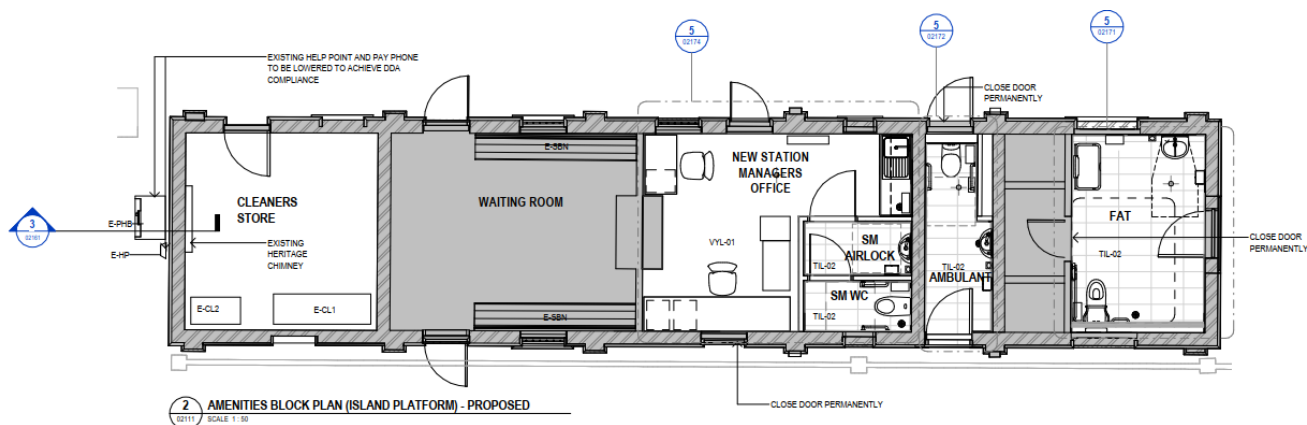 5
02174
5
02172
5
02171
EXISTING HELP POINT AND PAY PHONE
TO BE LOWERED TO ACHIEVE DDA
COMPLIANCE
CLOSE DOOR
PERMANENTLY
E-SBN
NEW STATION
MANAGERS
OFFICE
CLEANERS
STORE
WAITING ROOM
FAT
3
02161
E-PHB
E-HP
EXISTING
HERITAGE
CHIMNEY
VYL-01
SM
AIRLOCK
TIL-02
TIL-02
AMBULANT
TIL-02
CLOSE DOOR
PERMANENTLY
SM WC
TIL-02
E-CL2
E-CL1
E-SBN
CLOSE DOOR PERMANENTLY
2
02111
AMENITIES BLOCK PLAN (ISLAND PLATFORM) - PROPOSED
SCALE 1 : 50